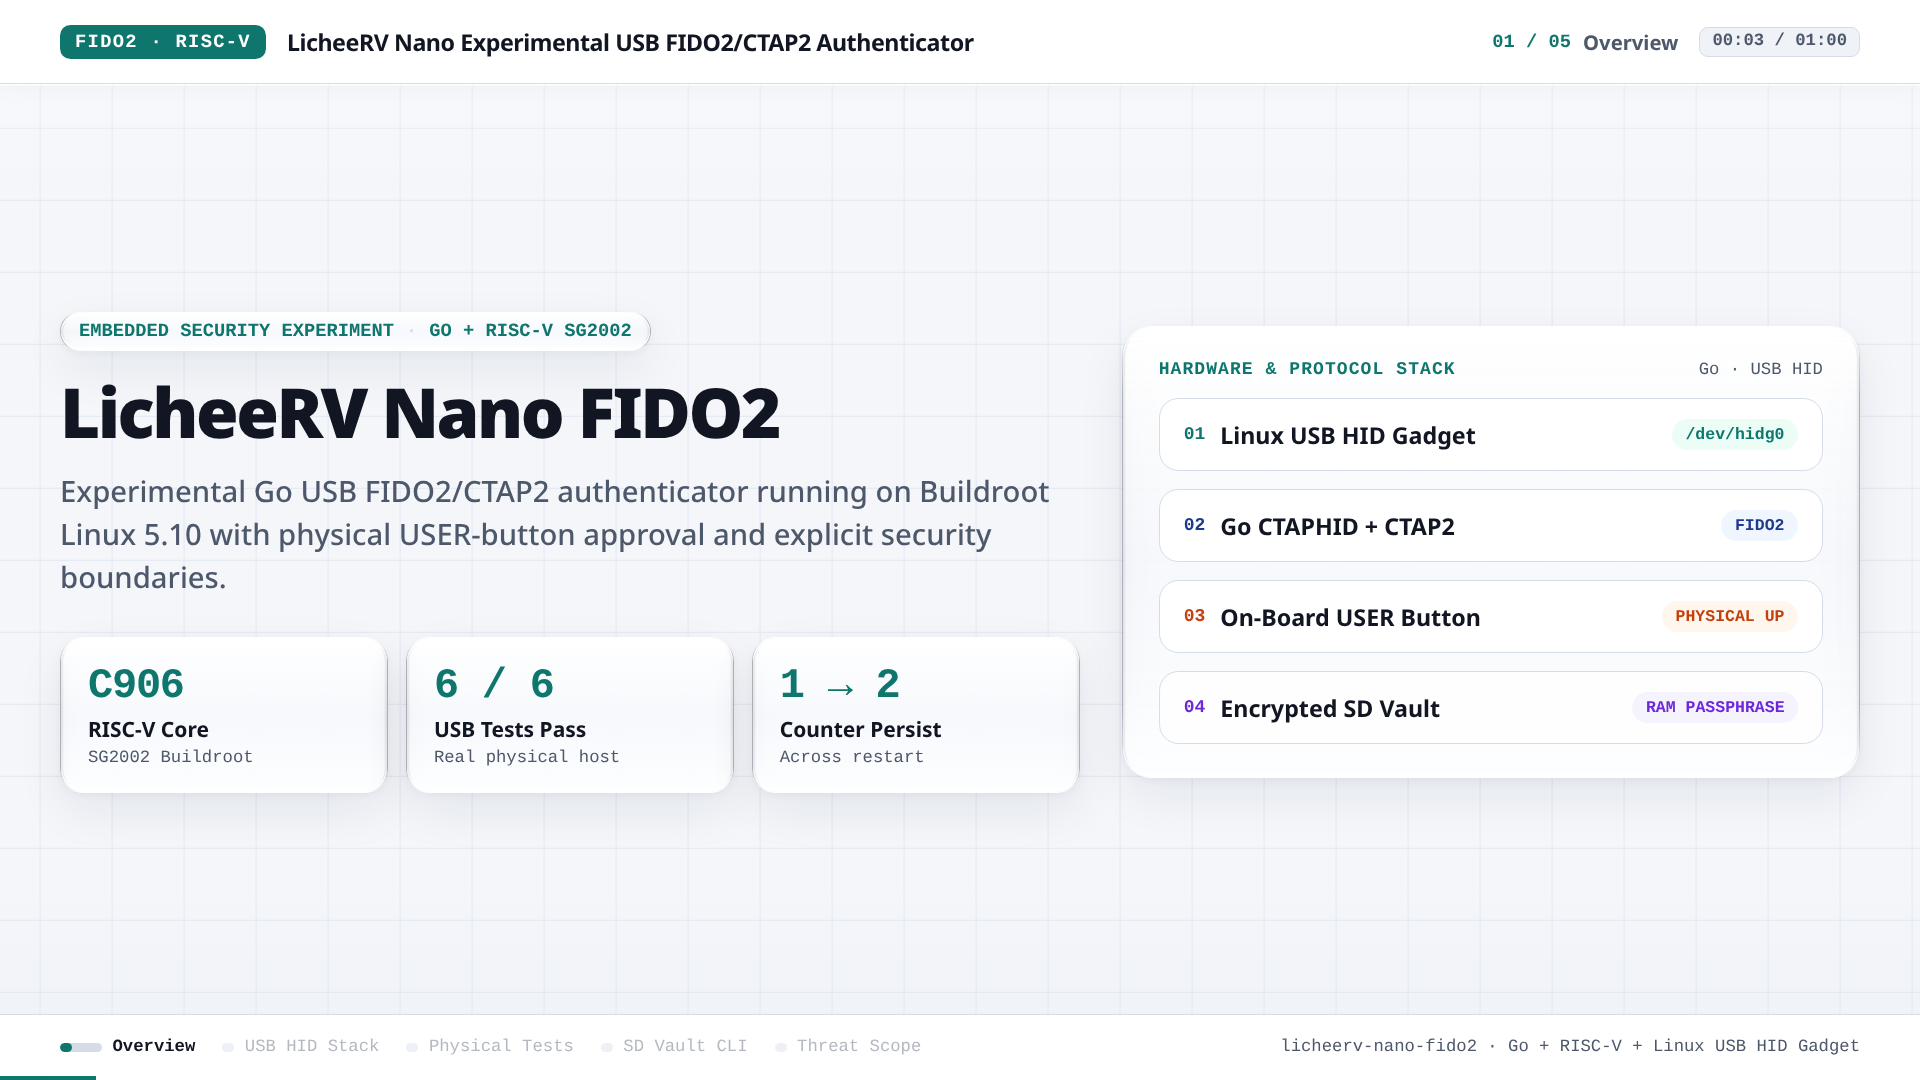 FIDO2 · RISC-V
LicheeRV Nano Experimental USB FIDO2/CTAP2 Authenticator
01 / 05 Overview
00:03 / 01:00
EMBEDDED SECURITY EXPERIMENT · GO + RISC-V SG2002
LicheeRV Nano FIDO2
Experimental Go USB FIDO2/CTAP2 authenticator running on Buildroot
Linux 5.10 with physical USER-button approval and explicit security
boundaries.
C906
RISC-V Core
SG2002 Buildroot
6 / 6
USB Tests Pass
Real physical host
1 → 2
Counter Persist
Across restart
HARDWARE & PROTOCOL STACK
Go · USB HID
01 Linux USB HID Gadget /dev/hidg0
02 Go CTAPHID + CTAP2 FIDO2
03 On-Board USER Button PHYSICAL UP
04 Encrypted SD Vault RAM PASSPHRASE
Overview USB HID Stack Physical Tests SD Vault CLI Threat Scope
licheerv-nano-fido2 · Go + RISC-V + Linux USB HID Gadget